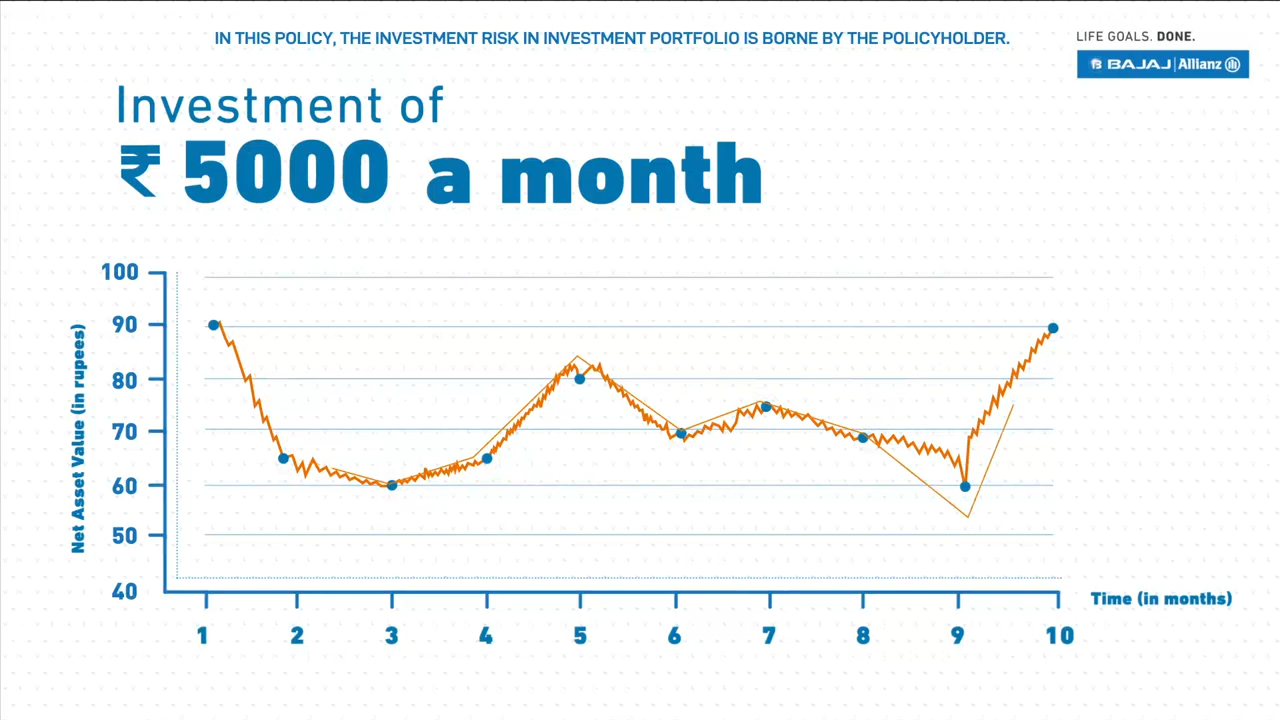 IN THIS POLICY, THE INVESTMENT RISK IN INVESTMENT PORTFOLIO IS BORNE BY THE POLICYHOLDER.
LIFE GOALS. DONE.
BAJAJ | Allianz
Investment of
₹ 5000 a month
100
90
80
70
60
50
40
Net Asset Value (in rupees)
1 2 3 4 5 6 7 8 9 10
Time (in months)